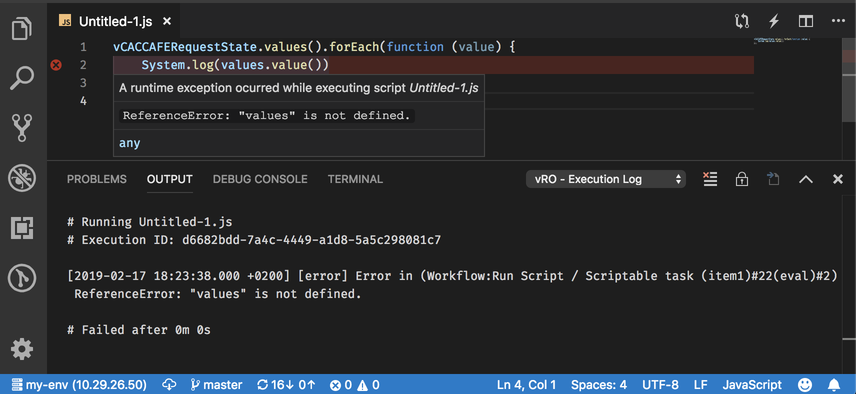 JS Untitled-1.js ×
1 vCACCAFERequestState.values().forEach(function (value) {
2 System.log(values.value())
3
4
A runtime exception ocurred while executing script Untitled-1.js
ReferenceError: "values" is not defined.
any
PROBLEMS OUTPUT DEBUG CONSOLE TERMINAL vRO - Execution Log
# Running Untitled-1.js
# Execution ID: d6682bdd-7a4c-4449-a1d8-5a5c298081c7
[2019-02-17 18:23:38.000 +0200] [error] Error in (Workflow:Run Script / Scriptable task (item1)#22(eval)#2)
ReferenceError: "values" is not defined.
# Failed after 0m 0s
my-env (10.29.26.50) master 16↓ 0↑ 0 0 Ln 4, Col 1 Spaces: 4 UTF-8 LF JavaScript